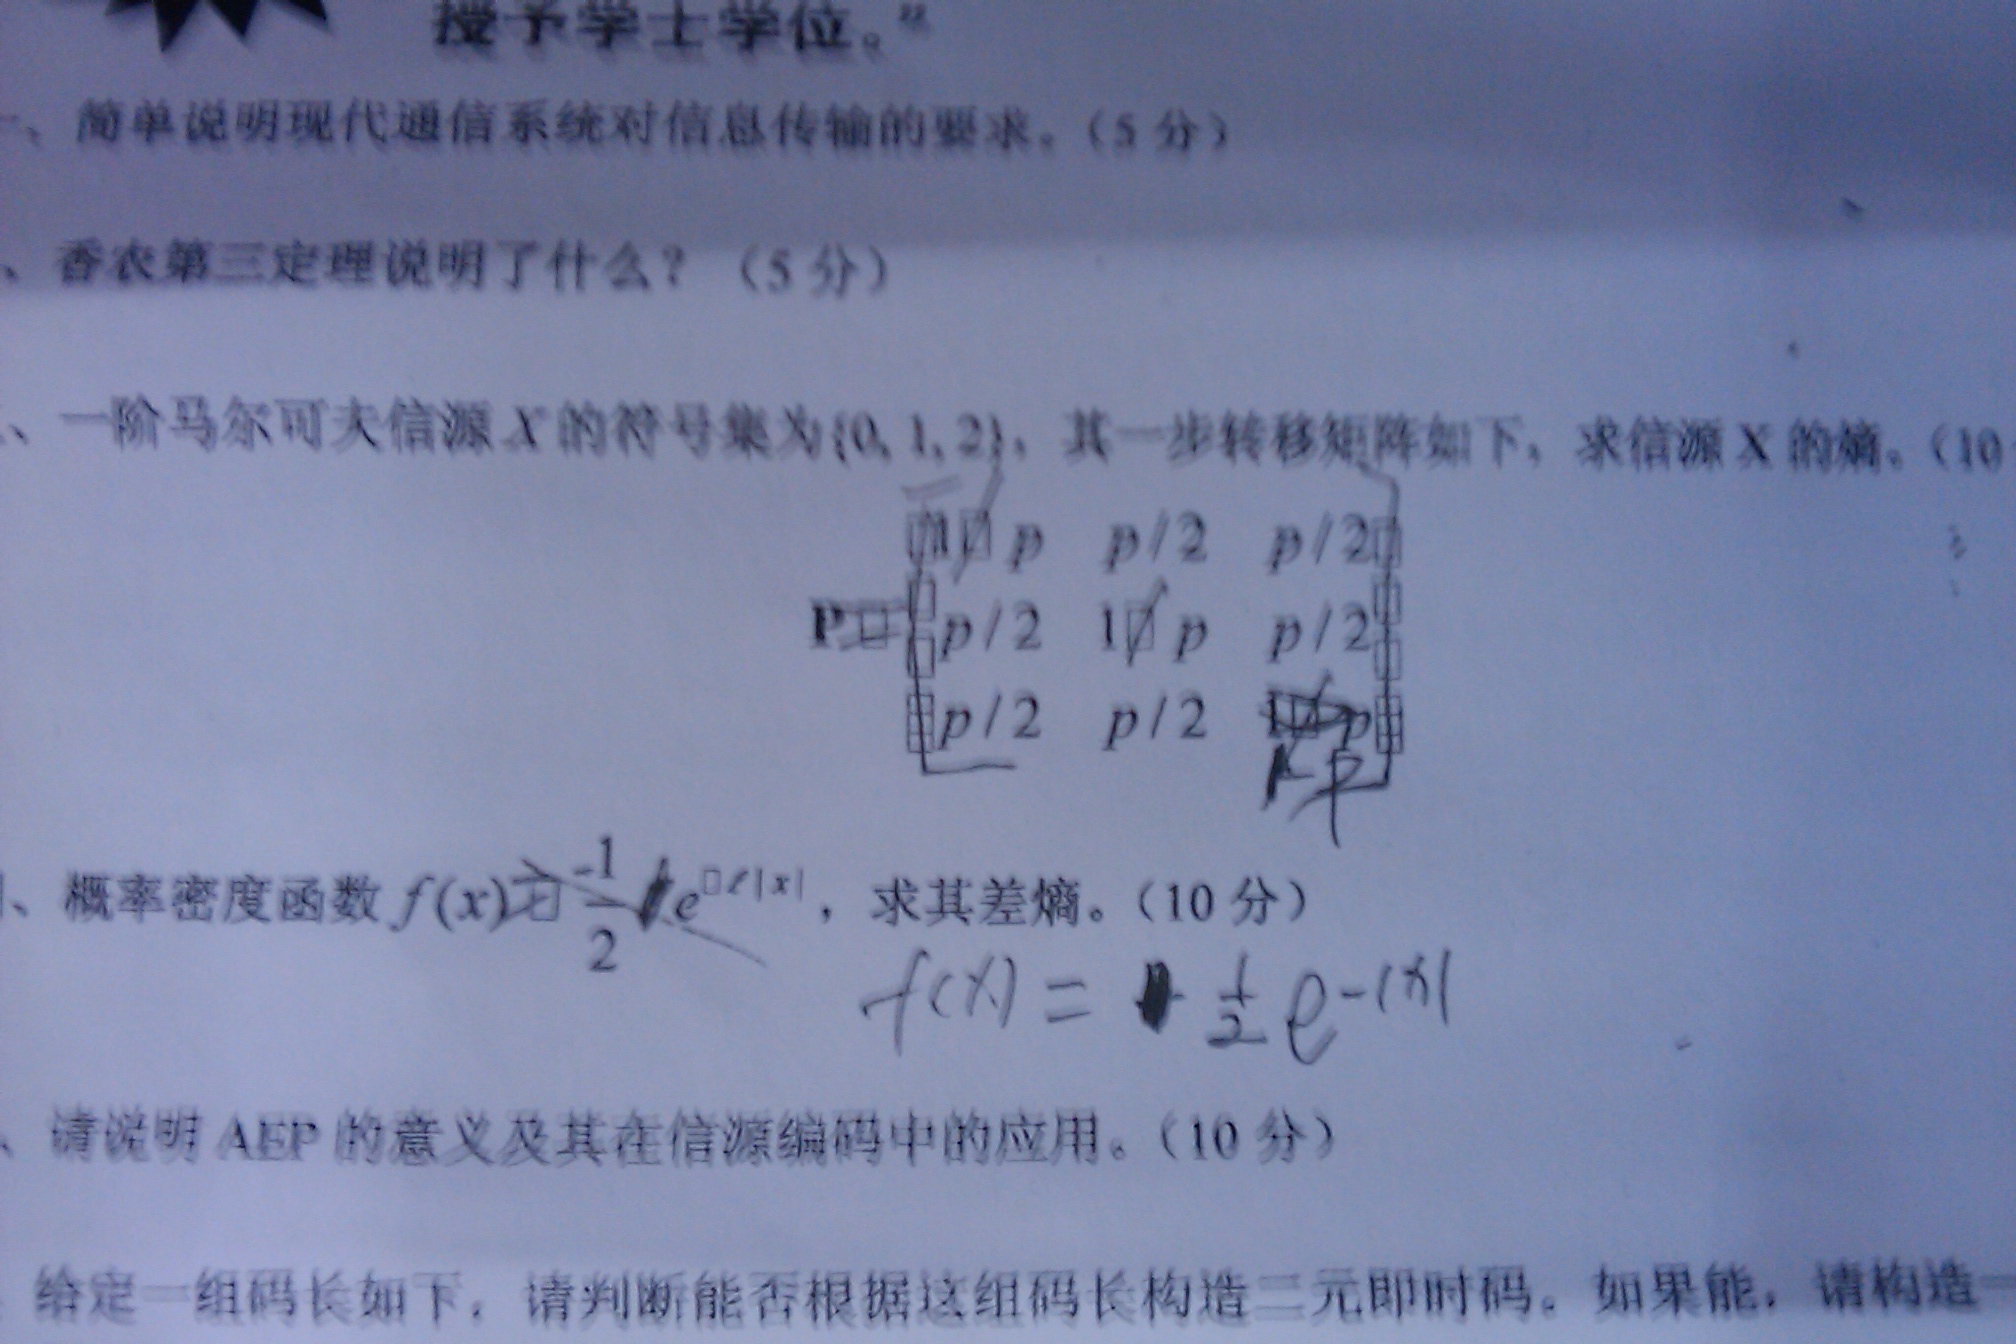 授予学士学位。"
一、简单说明现代通信系统对信息传输的要求。（5 分）
、香农第三定理说明了什么？（5 分）
、一阶马尔可夫信源 X 的符号集为{0, 1, 2}，其一步转移矩阵如下，求信源 X 的熵。（10
1 p p/2 p/2
P p/2 1 p p/2
p/2 p/2
1-p
、概率密度函数 f(x) 1/2 e |x|，求其差熵。（10 分）
f(x) = 1/2 e^-|x|
、请说明 AEP 的意义及其在信源编码中的应用。（10 分）
给定一组码长如下，请判断能否根据这组码长构造二元即时码。如果能，请构造一